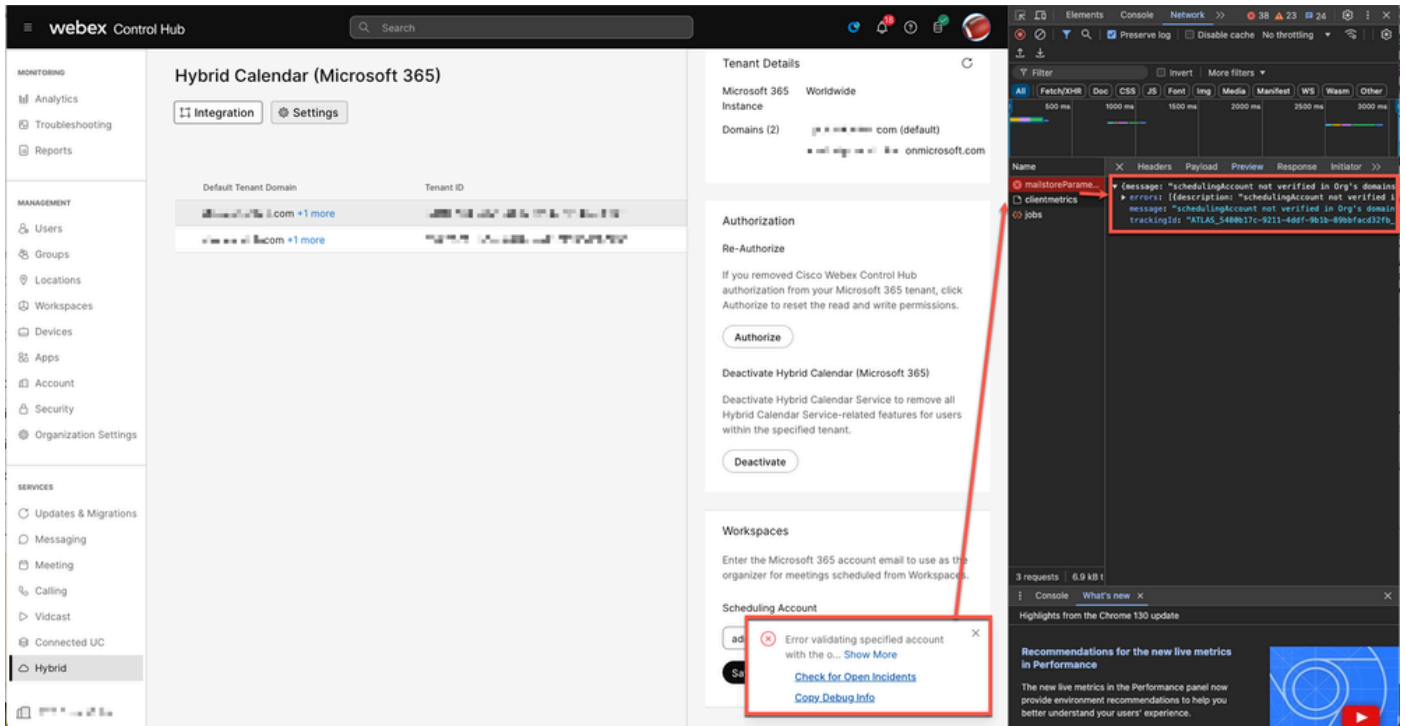 webex Control Hub
Search
18
MONITORING
Analytics
Troubleshooting
Reports
MANAGEMENT
Users
Groups
Locations
Workspaces
Devices
Apps
Account
Security
Organization Settings
SERVICES
Updates & Migrations
Messaging
Meeting
Calling
Vidcast
Connected UC
Hybrid
Hybrid Calendar (Microsoft 365)
Integration
Settings
Default Tenant Domain
Tenant ID
.com +1 more
com +1 more
Tenant Details
Microsoft 365 Instance
Worldwide
Domains (2)
com (default)
onmicrosoft.com
Authorization
Re-Authorize
If you removed Cisco Webex Control Hub
authorization from your Microsoft 365 tenant, click
Authorize to reset the read and write permissions.
Authorize
Deactivate Hybrid Calendar (Microsoft 365)
Deactivate Hybrid Calendar Service to remove all
Hybrid Calendar Service-related features for users
within the specified tenant.
Deactivate
Workspaces
Enter the Microsoft 365 account email to use as the
organizer for meetings scheduled from Workspaces.
Scheduling Account
ad
Sa
Error validating specified account
with the o... Show More
Check for Open Incidents
Copy Debug Info
Elements Console Network 38 23 24
Preserve log Disable cache No throttling
Filter Invert More filters
All Fetch/XHR Doc CSS JS Font Img Media Manifest WS Wasm Other
500 ms 1000 ms 1500 ms 2000 ms 2500 ms 3000 ms
Name
Headers Payload Preview Response Initiator
mailstoreParame...
clientmetrics
jobs
{message: "schedulingAccount not verified in Org's domains
errors: [{description: "schedulingAccount not verified i
message: "schedulingAccount not verified in Org's domain
trackingId: "ATLAS_5480b17c-9211-4ddf-9b1b-89bbfacd32fb_
3 requests 6.9 kB t
Console What's new
Highlights from the Chrome 130 update
Recommendations for the new live metrics
in Performance
The new live metrics in the Performance panel now
provide environment recommendations to help you
better understand your users' experience.